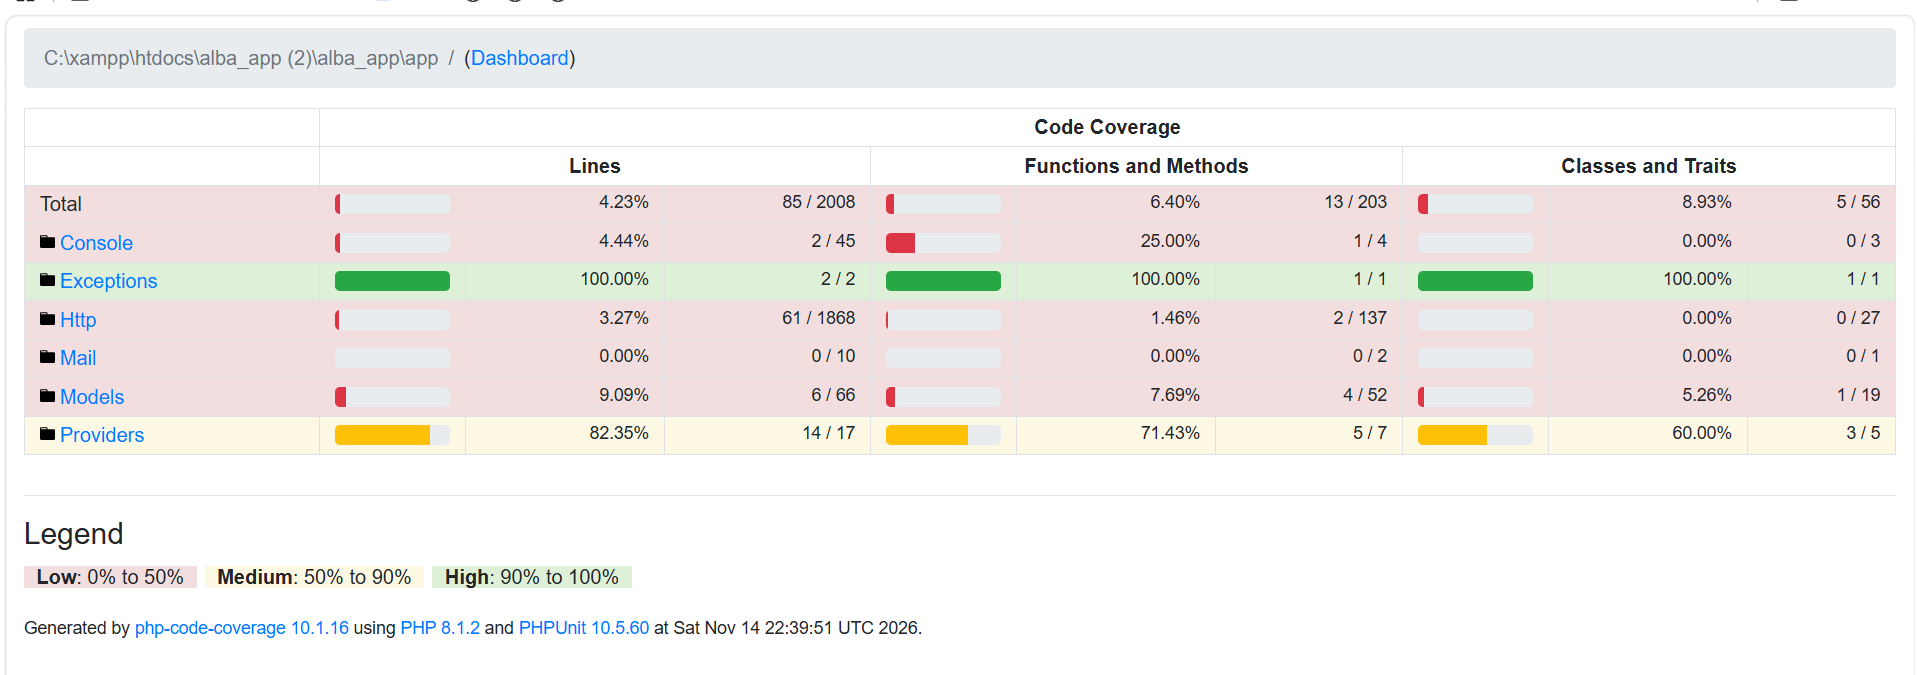 C:\xampp\htdocs\alba_app (2)\alba_app\app / (Dashboard)
Code Coverage
Lines Functions and Methods Classes and Traits
Total 4.23% 85 / 2008 6.40% 13 / 203 8.93% 5 / 56
Console 4.44% 2 / 45 25.00% 1 / 4 0.00% 0 / 3
Exceptions 100.00% 2 / 2 100.00% 1 / 1 100.00% 1 / 1
Http 3.27% 61 / 1868 1.46% 2 / 137 0.00% 0 / 27
Mail 0.00% 0 / 10 0.00% 0 / 2 0.00% 0 / 1
Models 9.09% 6 / 66 7.69% 4 / 52 5.26% 1 / 19
Providers 82.35% 14 / 17 71.43% 5 / 7 60.00% 3 / 5
Legend
Low: 0% to 50% Medium: 50% to 90% High: 90% to 100%
Generated by php-code-coverage 10.1.16 using PHP 8.1.2 and PHPUnit 10.5.60 at Sat Nov 14 22:39:51 UTC 2026.